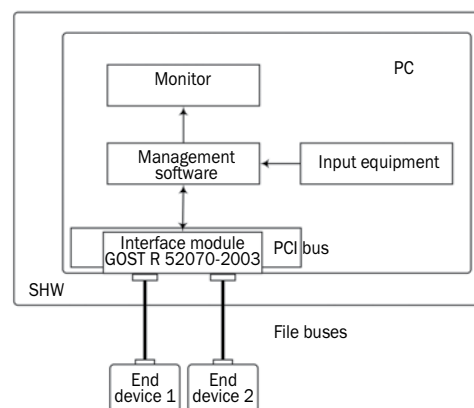 PC
Monitor
Management
software
Input equipment
Interface module
GOST R 52070-2003
PCI bus
SHW
File buses
End
device 1
End
device 2